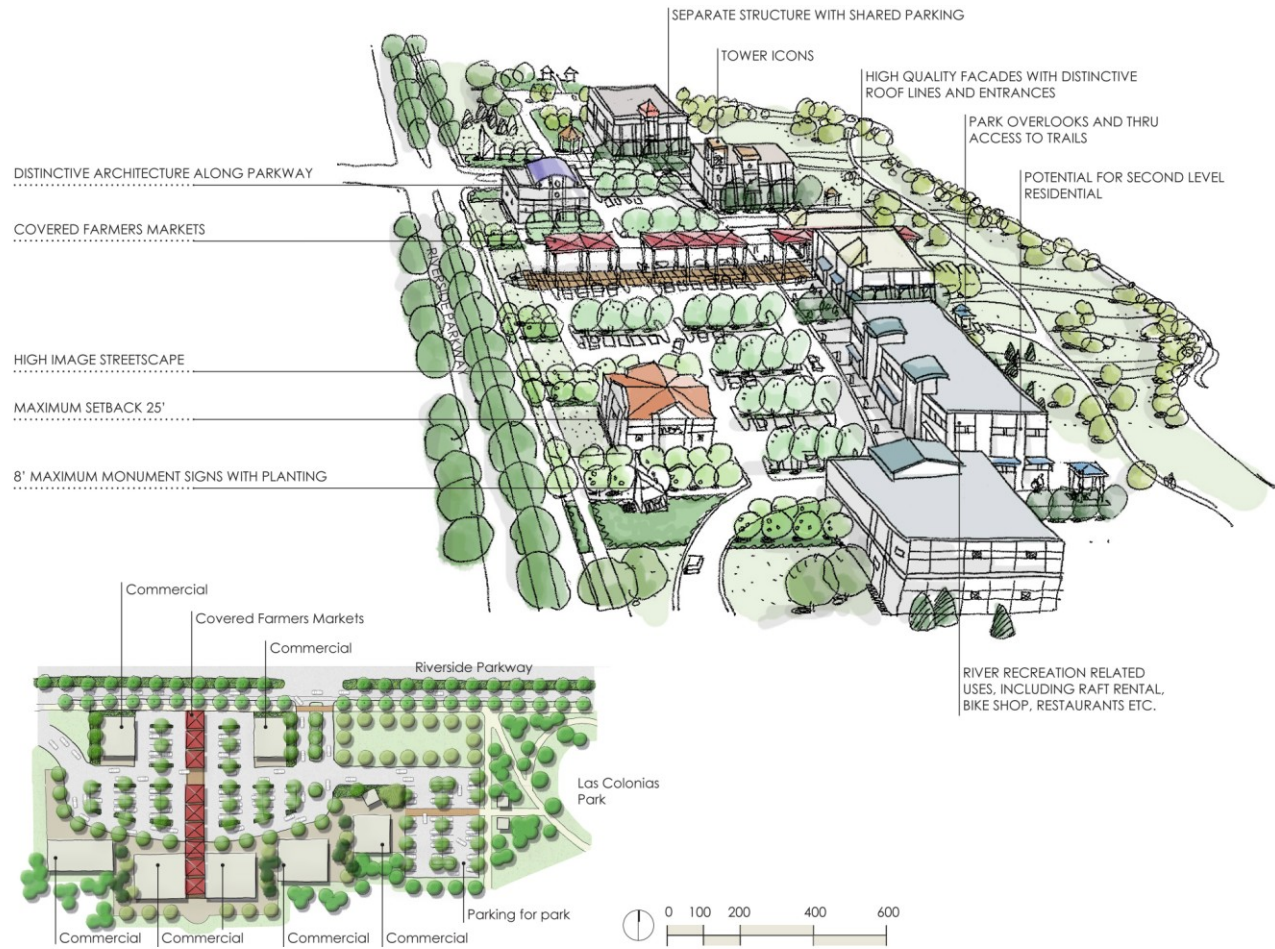 SEPARATE STRUCTURE WITH SHARED PARKING
TOWER ICONS
HIGH QUALITY FACADES WITH DISTINCTIVE
ROOF LINES AND ENTRANCES
PARK OVERLOOKS AND THRU
ACCESS TO TRAILS
POTENTIAL FOR SECOND LEVEL
RESIDENTIAL
DISTINCTIVE ARCHITECTURE ALONG PARKWAY
COVERED FARMERS MARKETS
RIVERSIDE PARKWAY
HIGH IMAGE STREETSCAPE
MAXIMUM SETBACK 25'
8' MAXIMUM MONUMENT SIGNS WITH PLANTING
RIVER RECREATION RELATED
USES, INCLUDING RAFT RENTAL,
BIKE SHOP, RESTAURANTS ETC.
Commercial
Covered Farmers Markets
Commercial
Riverside Parkway
Las Colonias
Park
Parking for park
Commercial
Commercial
Commercial
Commercial
0 100 200 400 600